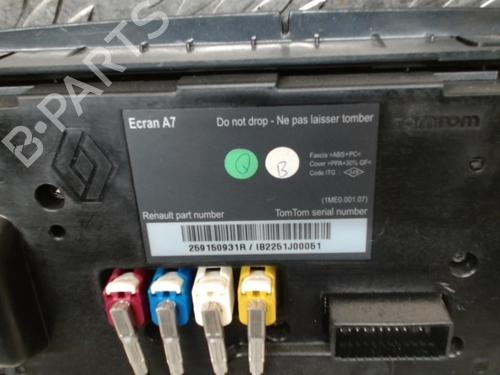 B-PARTS
Ecran A7
Do not drop - Ne pas laisser tomber
TOMTOM
Q
B
Fascia >ABS+PC<
Cover >PPA+30% GF<
Code ITG :
(1ME0.001.07)
Renault part number
TomTom serial number
259150931R / IB2251J00051